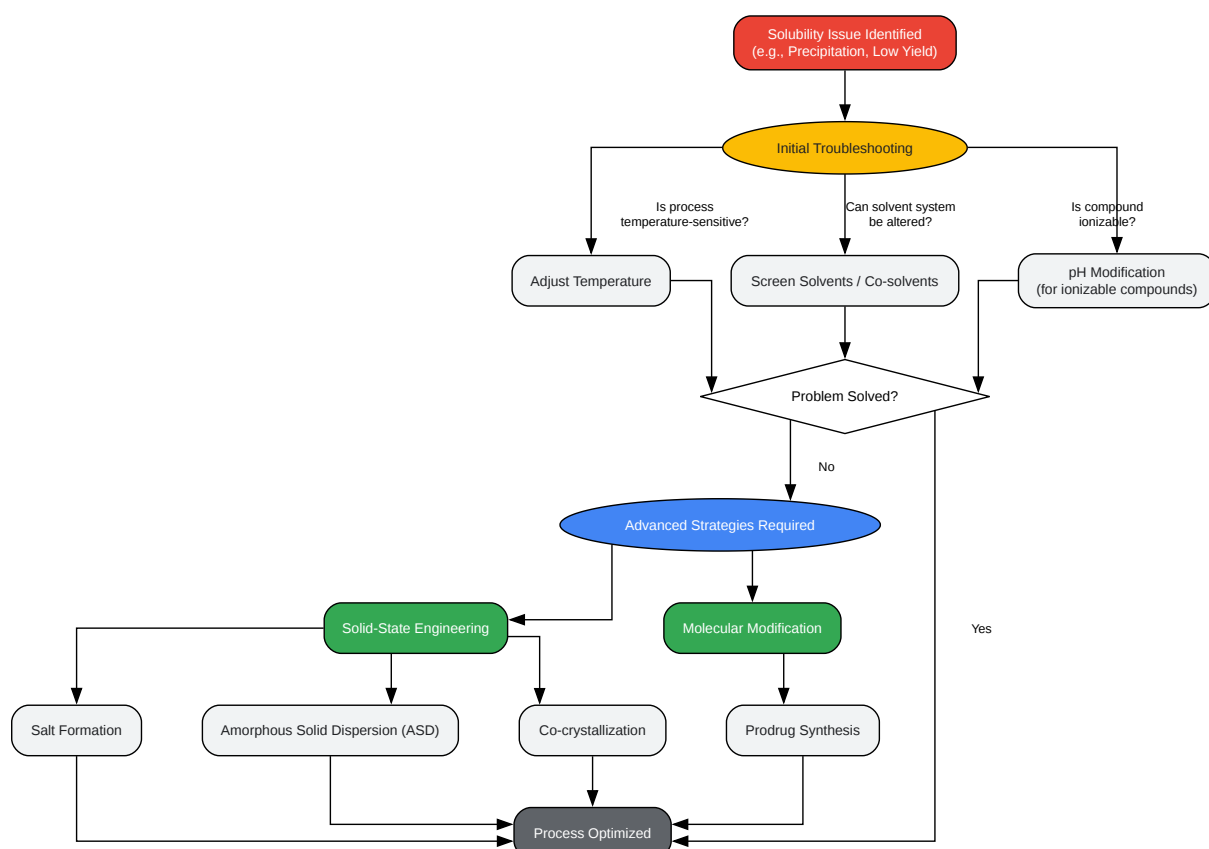 Solubility Issue Identified
(e.g., Precipitation, Low Yield)
Initial Troubleshooting
Is process
temperature-sensitive?
Can solvent system
be altered?
Is compound
ionizable?
Adjust Temperature
Screen Solvents / Co-solvents
pH Modification
(for ionizable compounds)
Problem Solved?
No
Advanced Strategies Required
Solid-State Engineering
Molecular Modification
Yes
Salt Formation
Amorphous Solid Dispersion (ASD)
Co-crystallization
Prodrug Synthesis
Process Optimized